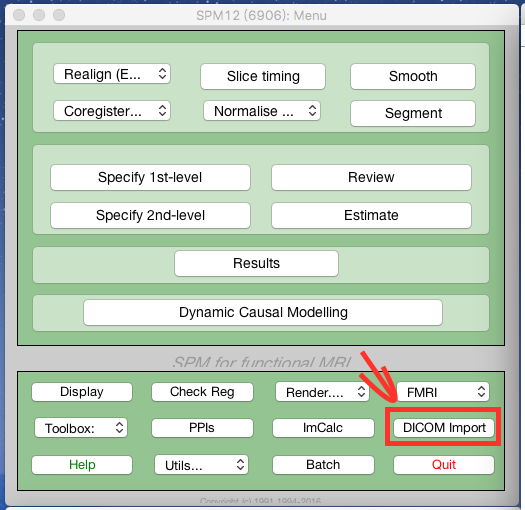 SPM12 (6906): Menu
Realign (E... Slice timing Smooth
Coregister... Normalise ... Segment
Specify 1st-level Review
Specify 2nd-level Estimate
Results
Dynamic Causal Modelling
SPM for functional MRI
Display Check Reg Render.... FMRI
Toolbox: PPIs ImCalc DICOM Import
Help Utils... Batch Quit
Copyright (c) 1991,1994-2016